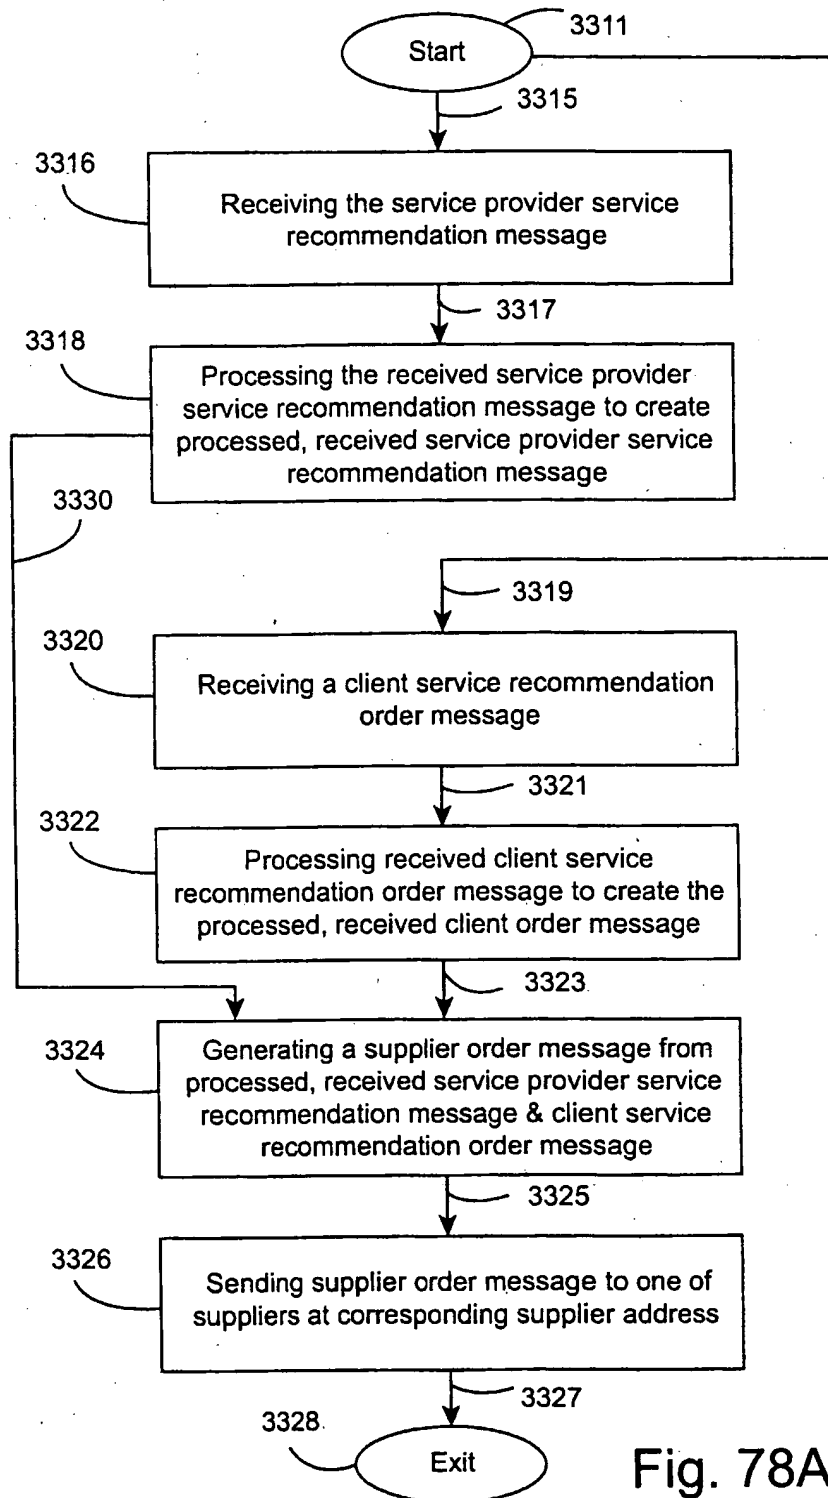 3311
Start
3315
3316
Receiving the service provider service
recommendation message
3317
3318
Processing the received service provider
service recommendation message to create
processed, received service provider service
recommendation message
3330
3319
3320
Receiving a client service recommendation
order message
3321
3322
Processing received client service
recommendation order message to create the
processed, received client order message
3323
3324
Generating a supplier order message from
processed, received service provider service
recommendation message & client service
recommendation order message
3325
3326
Sending supplier order message to one of
suppliers at corresponding supplier address
3327
3328
Exit
Fig. 78A